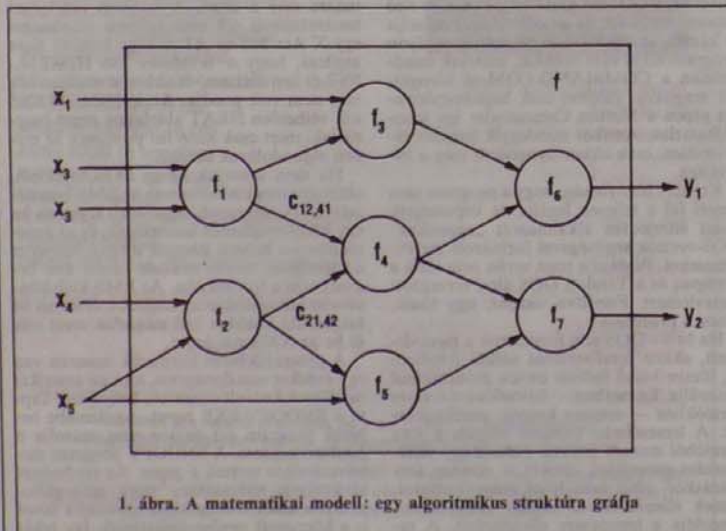 x₁
f
f₃
x₃
f₁
f₆
y₁
x₃
C₁₂,₄₁
f₄
x₄
f₂
C₂₁,₄₂
f₇
y₂
x₅
f₅
1. ábra. A matematikai modell: egy algoritmikus struktúra gráfja